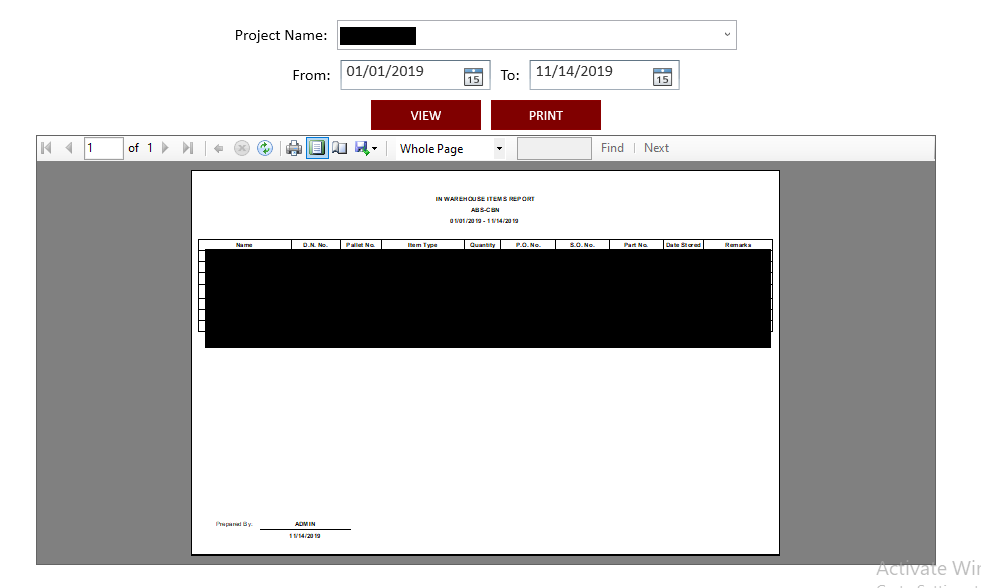 Project Name:
From: 01/01/2019 15 To: 11/14/2019 15
VIEW PRINT
1 of 1 Whole Page Find Next
IN WAREHOUSE ITEMS REPORT
ABS-CBN
01/01/2019 - 11/14/2019
Name D.N. No. Pallet No. Item Type Quantity P.O. No. S.O. No. Part No. Date Stored Remarks
Prepared By: ADMIN
11/14/2019
Activate Wir